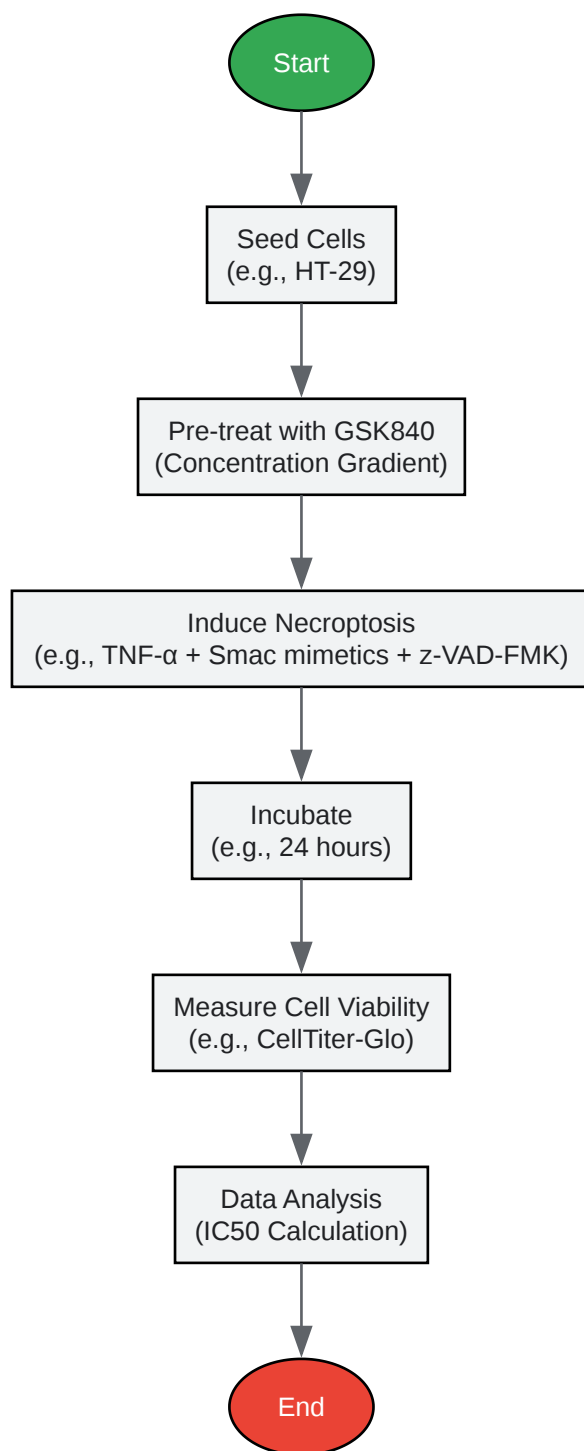 Start
Seed Cells
(e.g., HT-29)
Pre-treat with GSK840
(Concentration Gradient)
Induce Necroptosis
(e.g., TNF-α + Smac mimetics + z-VAD-FMK)
Incubate
(e.g., 24 hours)
Measure Cell Viability
(e.g., CellTiter-Glo)
Data Analysis
(IC50 Calculation)
End